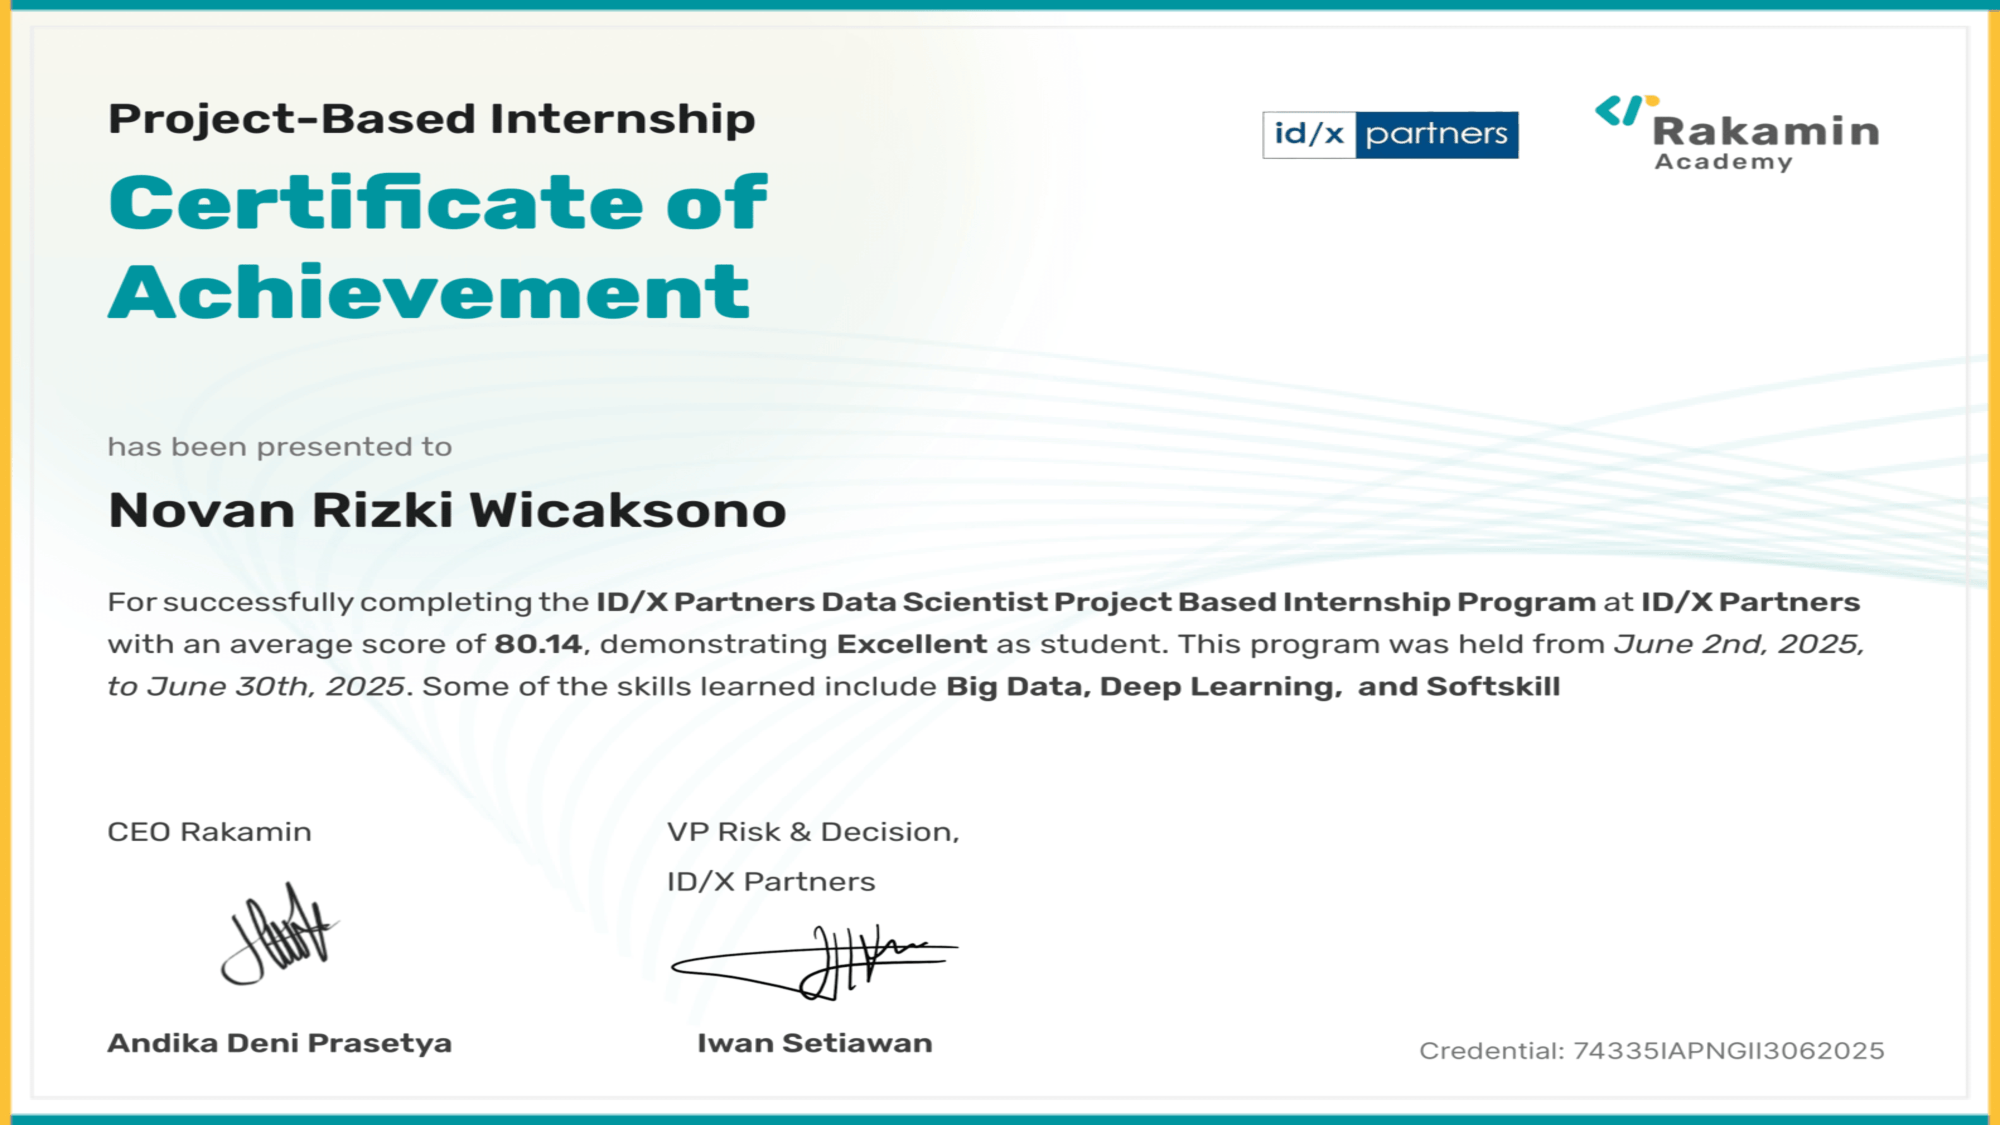 Project-Based Internship
id/x partners
Rakamin
Academy
Certificate of
Achievement
has been presented to
Novan Rizki Wicaksono
For successfully completing the ID/X Partners Data Scientist Project Based Internship Program at ID/X Partners
with an average score of 80.14, demonstrating Excellent as student. This program was held from June 2nd, 2025,
to June 30th, 2025. Some of the skills learned include Big Data, Deep Learning, and Softskill
CEO Rakamin
VP Risk & Decision,
ID/X Partners
Andika Deni Prasetya
Iwan Setiawan
Credential: 74335IAPNGII3062025